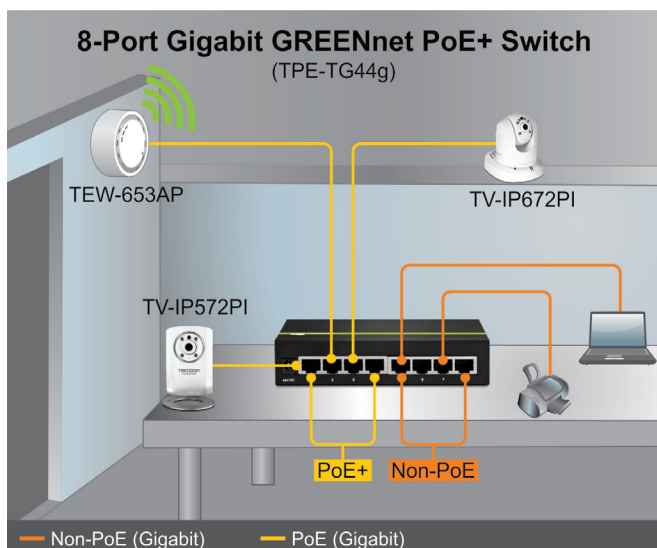 8-Port Gigabit GREENnet PoE+ Switch
(TPE-TG44g)
TEW-653AP
TV-IP672PI
TV-IP572PI
TRENDNET
PoE+
Non-PoE
Non-PoE (Gigabit)
PoE (Gigabit)